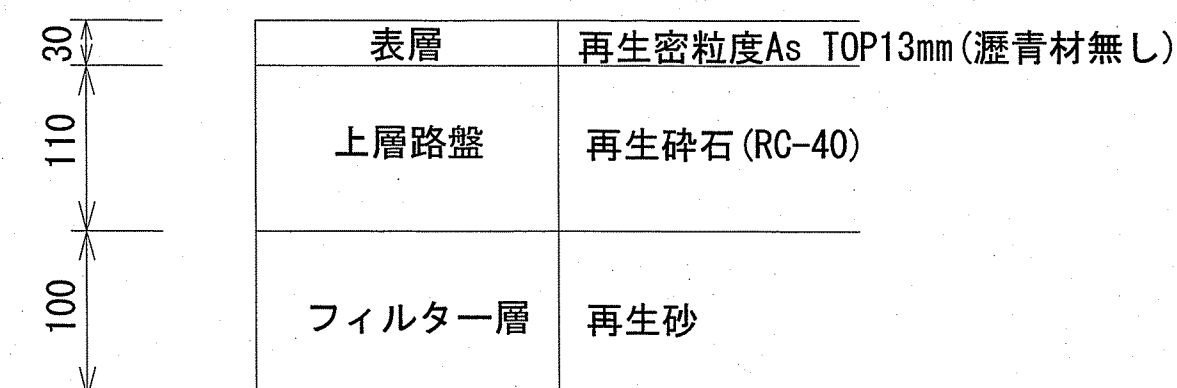 30 表層 再生密粒度As TOP13mm(瀝青材無し)
110 上層路盤 再生砕石(RC-40)
100 フィルター層 再生砂